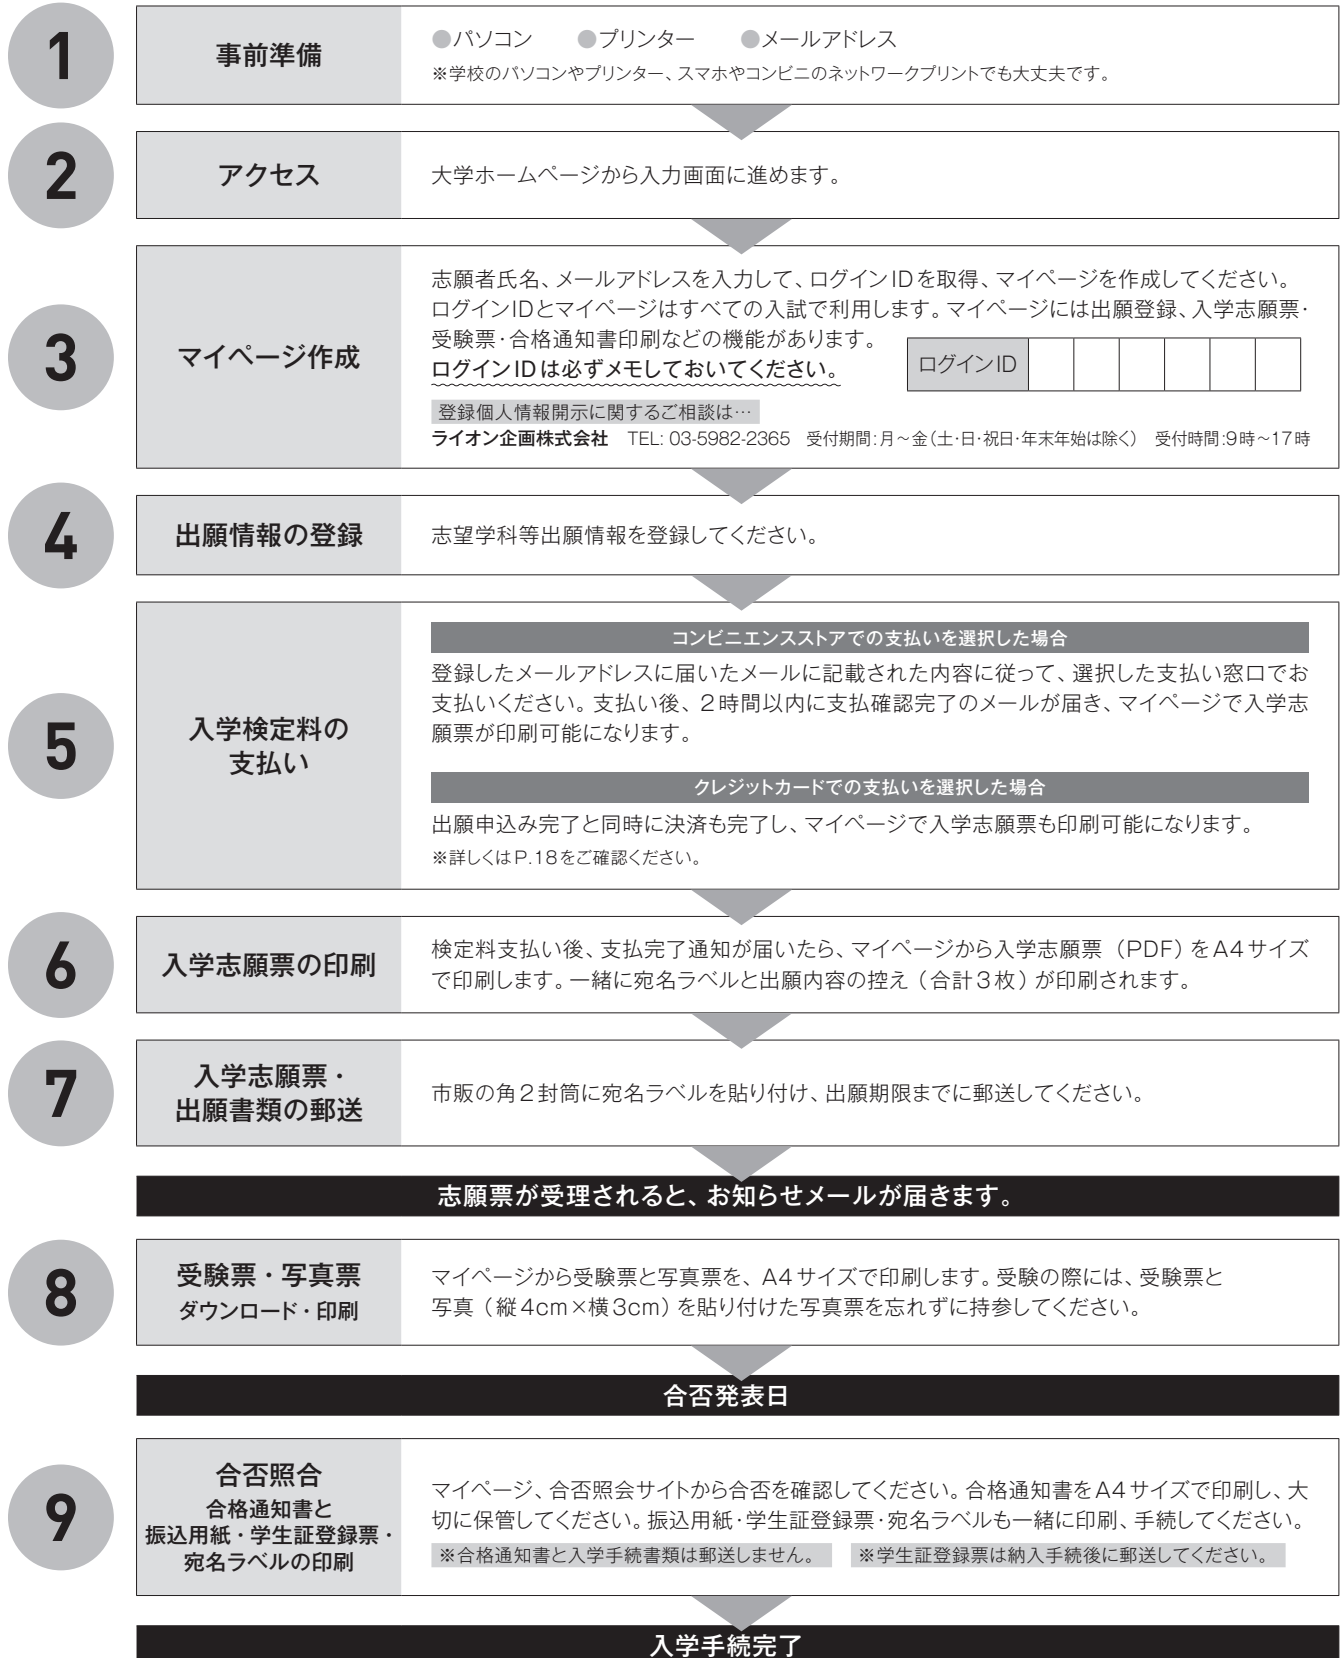 1
事前準備
●パソコン ●プリンター ●メールアドレス
※学校のパソコンやプリンター、スマホやコンビニのネットワークプリントでも大丈夫です。
2
アクセス
大学ホームページから入力画面に進めます。
3
マイページ作成
志願者氏名、メールアドレスを入力して、ログインIDを取得、マイページを作成してください。
ログインIDとマイページはすべての入試で利用します。マイページには出願登録、入学志願票・
受験票・合格通知書印刷などの機能があります。
ログインIDは必ずメモしておいてください。
ログインID
登録個人情報開示に関するご相談は…
ライオン企画株式会社 TEL: 03-5982-2365 受付期間:月～金(土・日・祝日・年末年始は除く) 受付時間:9時～17時
4
出願情報の登録
志望学科等出願情報を登録してください。
5
入学検定料の
支払い
コンビニエンスストアでの支払いを選択した場合
登録したメールアドレスに届いたメールに記載された内容に従って、選択した支払い窓口でお
支払いください。支払い後、2時間以内に支払確認完了のメールが届き、マイページで入学志
願票が印刷可能になります。
クレジットカードでの支払いを選択した場合
出願申込み完了と同時に決済も完了し、マイページで入学志願票も印刷可能になります。
※詳しくはP.18をご確認ください。
6
入学志願票の印刷
検定料支払い後、支払完了通知が届いたら、マイページから入学志願票（PDF）をA4サイズ
で印刷します。一緒に宛名ラベルと出願内容の控え（合計3枚）が印刷されます。
7
入学志願票・
出願書類の郵送
市販の角2封筒に宛名ラベルを貼り付け、出願期限までに郵送してください。
志願票が受理されると、お知らせメールが届きます。
8
受験票・写真票
ダウンロード・印刷
マイページから受験票と写真票を、A4サイズで印刷します。受験の際には、受験票と
写真（縦4cm×横3cm）を貼り付けた写真票を忘れずに持参してください。
合否発表日
9
合否照合
合格通知書と
振込用紙・学生証登録票・
宛名ラベルの印刷
マイページ、合否照会サイトから合否を確認してください。合格通知書をA4サイズで印刷し、大
切に保管してください。振込用紙・学生証登録票・宛名ラベルも一緒に印刷、手続してください。
※合格通知書と入学手続書類は郵送しません。 ※学生証登録票は納入手続後に郵送してください。
入学手続完了